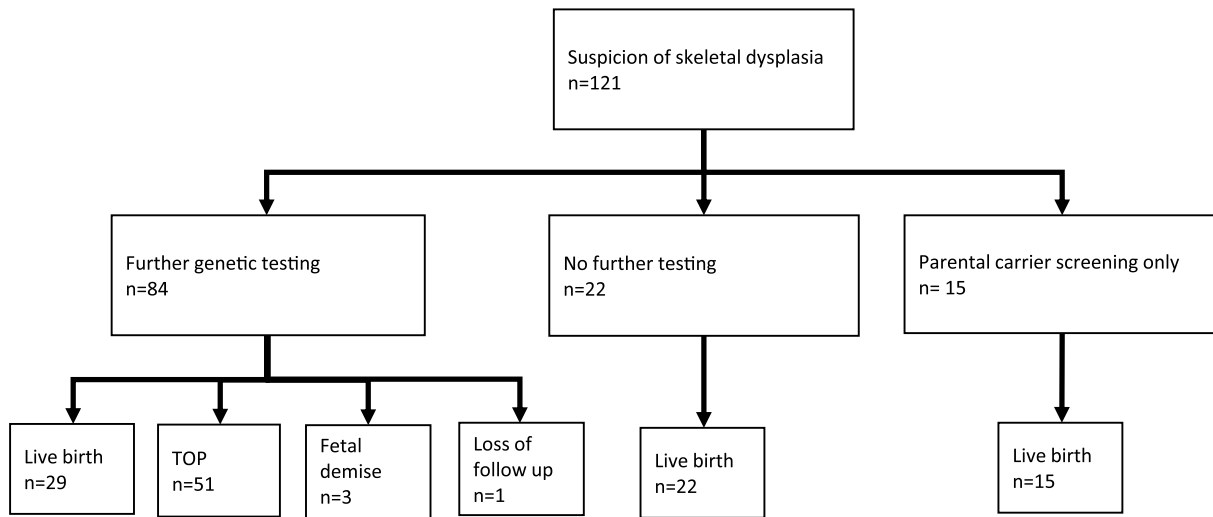 Suspicion of skeletal dysplasia
n=121
Further genetic testing
n=84
No further testing
n=22
Parental carrier screening only
n= 15
Live birth
n=29
TOP
n=51
Fetal
demise
n=3
Loss of
follow up
n=1
Live birth
n=22
Live birth
n=15